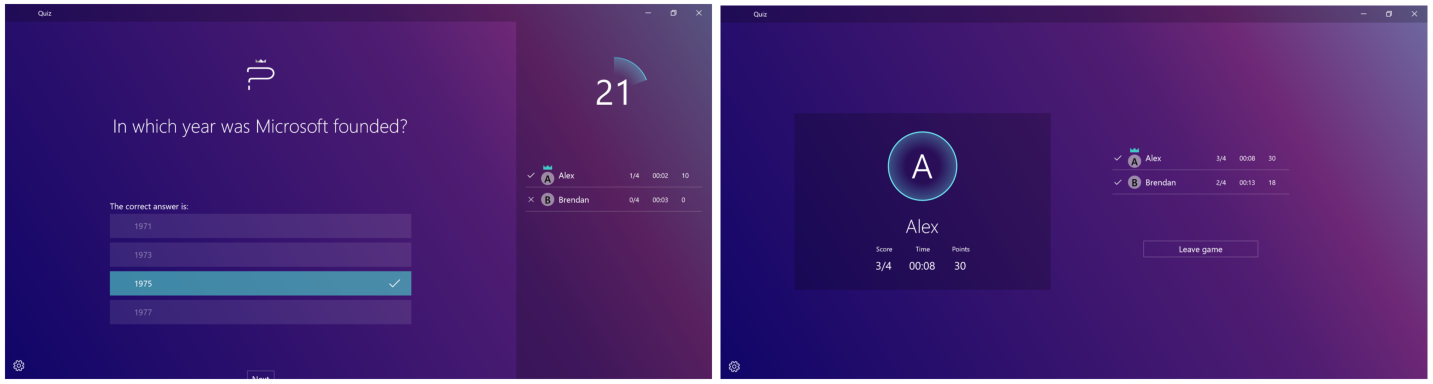 Quiz
21
In which year was Microsoft founded?
A Alex 1/4 00:02 10
B Brendan 0/4 00:03 0
The correct answer is:
1971
1973
1975
1977
Next
Quiz
A
Alex
Score Time Points
3/4 00:08 30
A Alex 3/4 00:08 30
B Brendan 2/4 00:13 18
Leave game